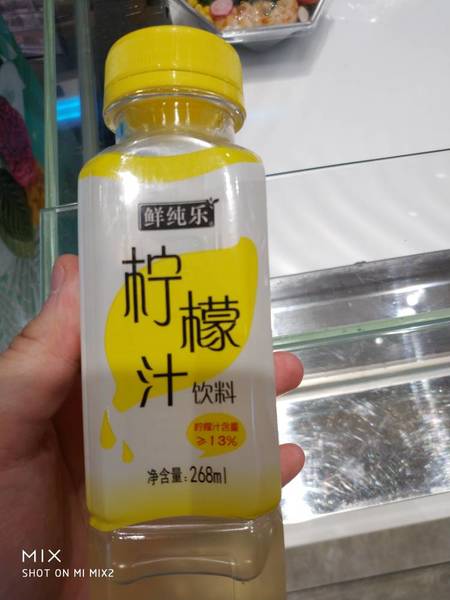 鲜纯乐
柠檬
汁饮料
柠檬汁含量
≥13%
净含量:268ml
MIX
SHOT ON MI MIX2